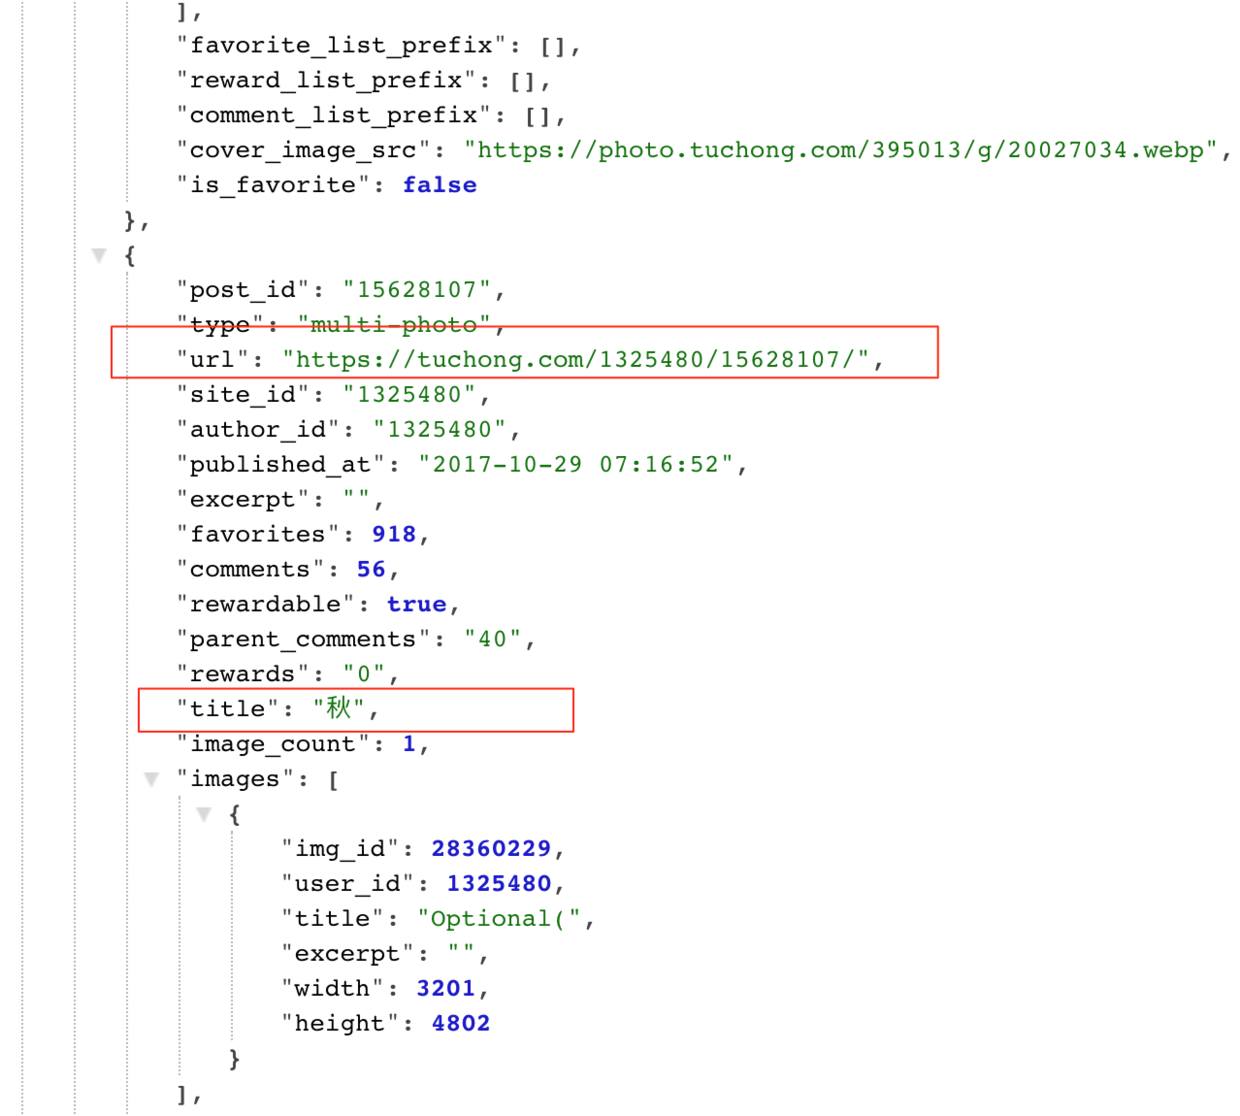 ],
"favorite_list_prefix": [],
"reward_list_prefix": [],
"comment_list_prefix": [],
"cover_image_src": "https://photo.tuchong.com/395013/g/20027034.webp",
"is_favorite": false
},
{
"post_id": "15628107",
"type": "multi-photo",
"url": "https://tuchong.com/1325480/15628107/",
"site_id": "1325480",
"author_id": "1325480",
"published_at": "2017-10-29 07:16:52",
"excerpt": "",
"favorites": 918,
"comments": 56,
"rewardable": true,
"parent_comments": "40",
"rewards": "0",
"title": "秋",
"image_count": 1,
"images": [
{
"img_id": 28360229,
"user_id": 1325480,
"title": "Optional(",
"excerpt": "",
"width": 3201,
"height": 4802
}
],